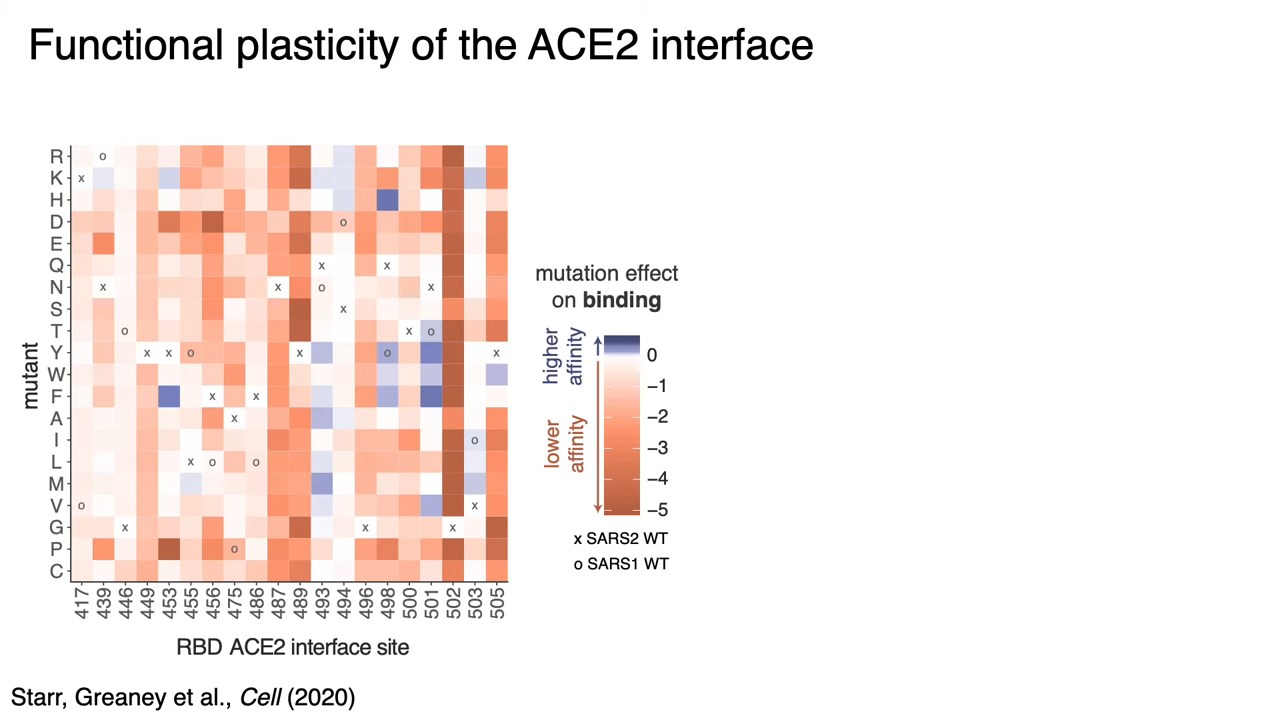 Functional plasticity of the ACE2 interface
R
K
H
D
E
Q
N
S
T
Y
W
F
A
I
L
M
V
G
P
C
mutant
o
x
o
x x
x o x x
x
o x o
x x o x o x
x x
x
o
x o o
o x
x x x
o
417 439 446 449 453 455 456 475 486 487 489 493 494 496 498 500 501 502 503 505
RBD ACE2 interface site
mutation effect
on binding
higher
affinity
lower
affinity
0
−1
−2
−3
−4
−5
x SARS2 WT
o SARS1 WT
Starr, Greaney et al., Cell (2020)